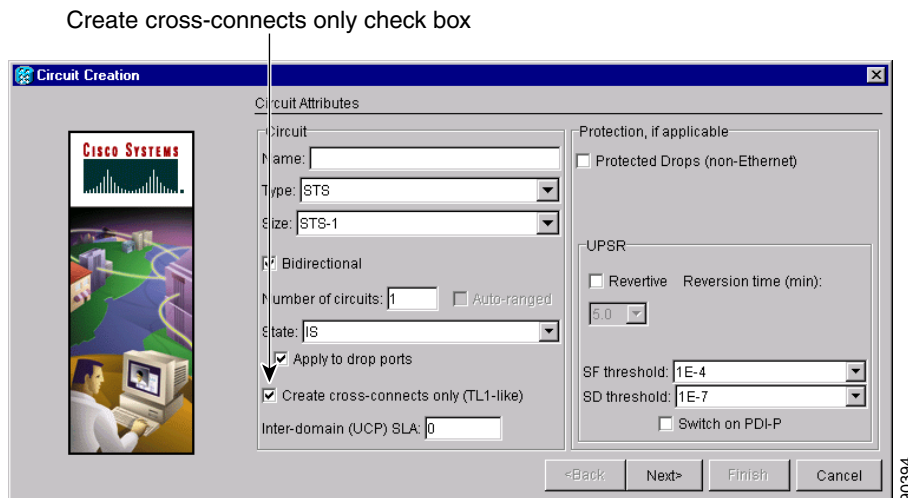 Create cross-connects only check box
Circuit Creation
Circuit Attributes
CISCO SYSTEMS
Circuit
Name:
Type: STS
Size: STS-1
Bidirectional
Number of circuits: 1 Auto-ranged
State: IS
Apply to drop ports
Create cross-connects only (TL1-like)
Inter-domain (UCP) SLA: 0
Protection, if applicable
Protected Drops (non-Ethernet)
UPSR
Revertive Reversion time (min):
5.0
SF threshold: 1E-4
SD threshold: 1E-7
Switch on PDI-P
<Back Next> Finish Cancel